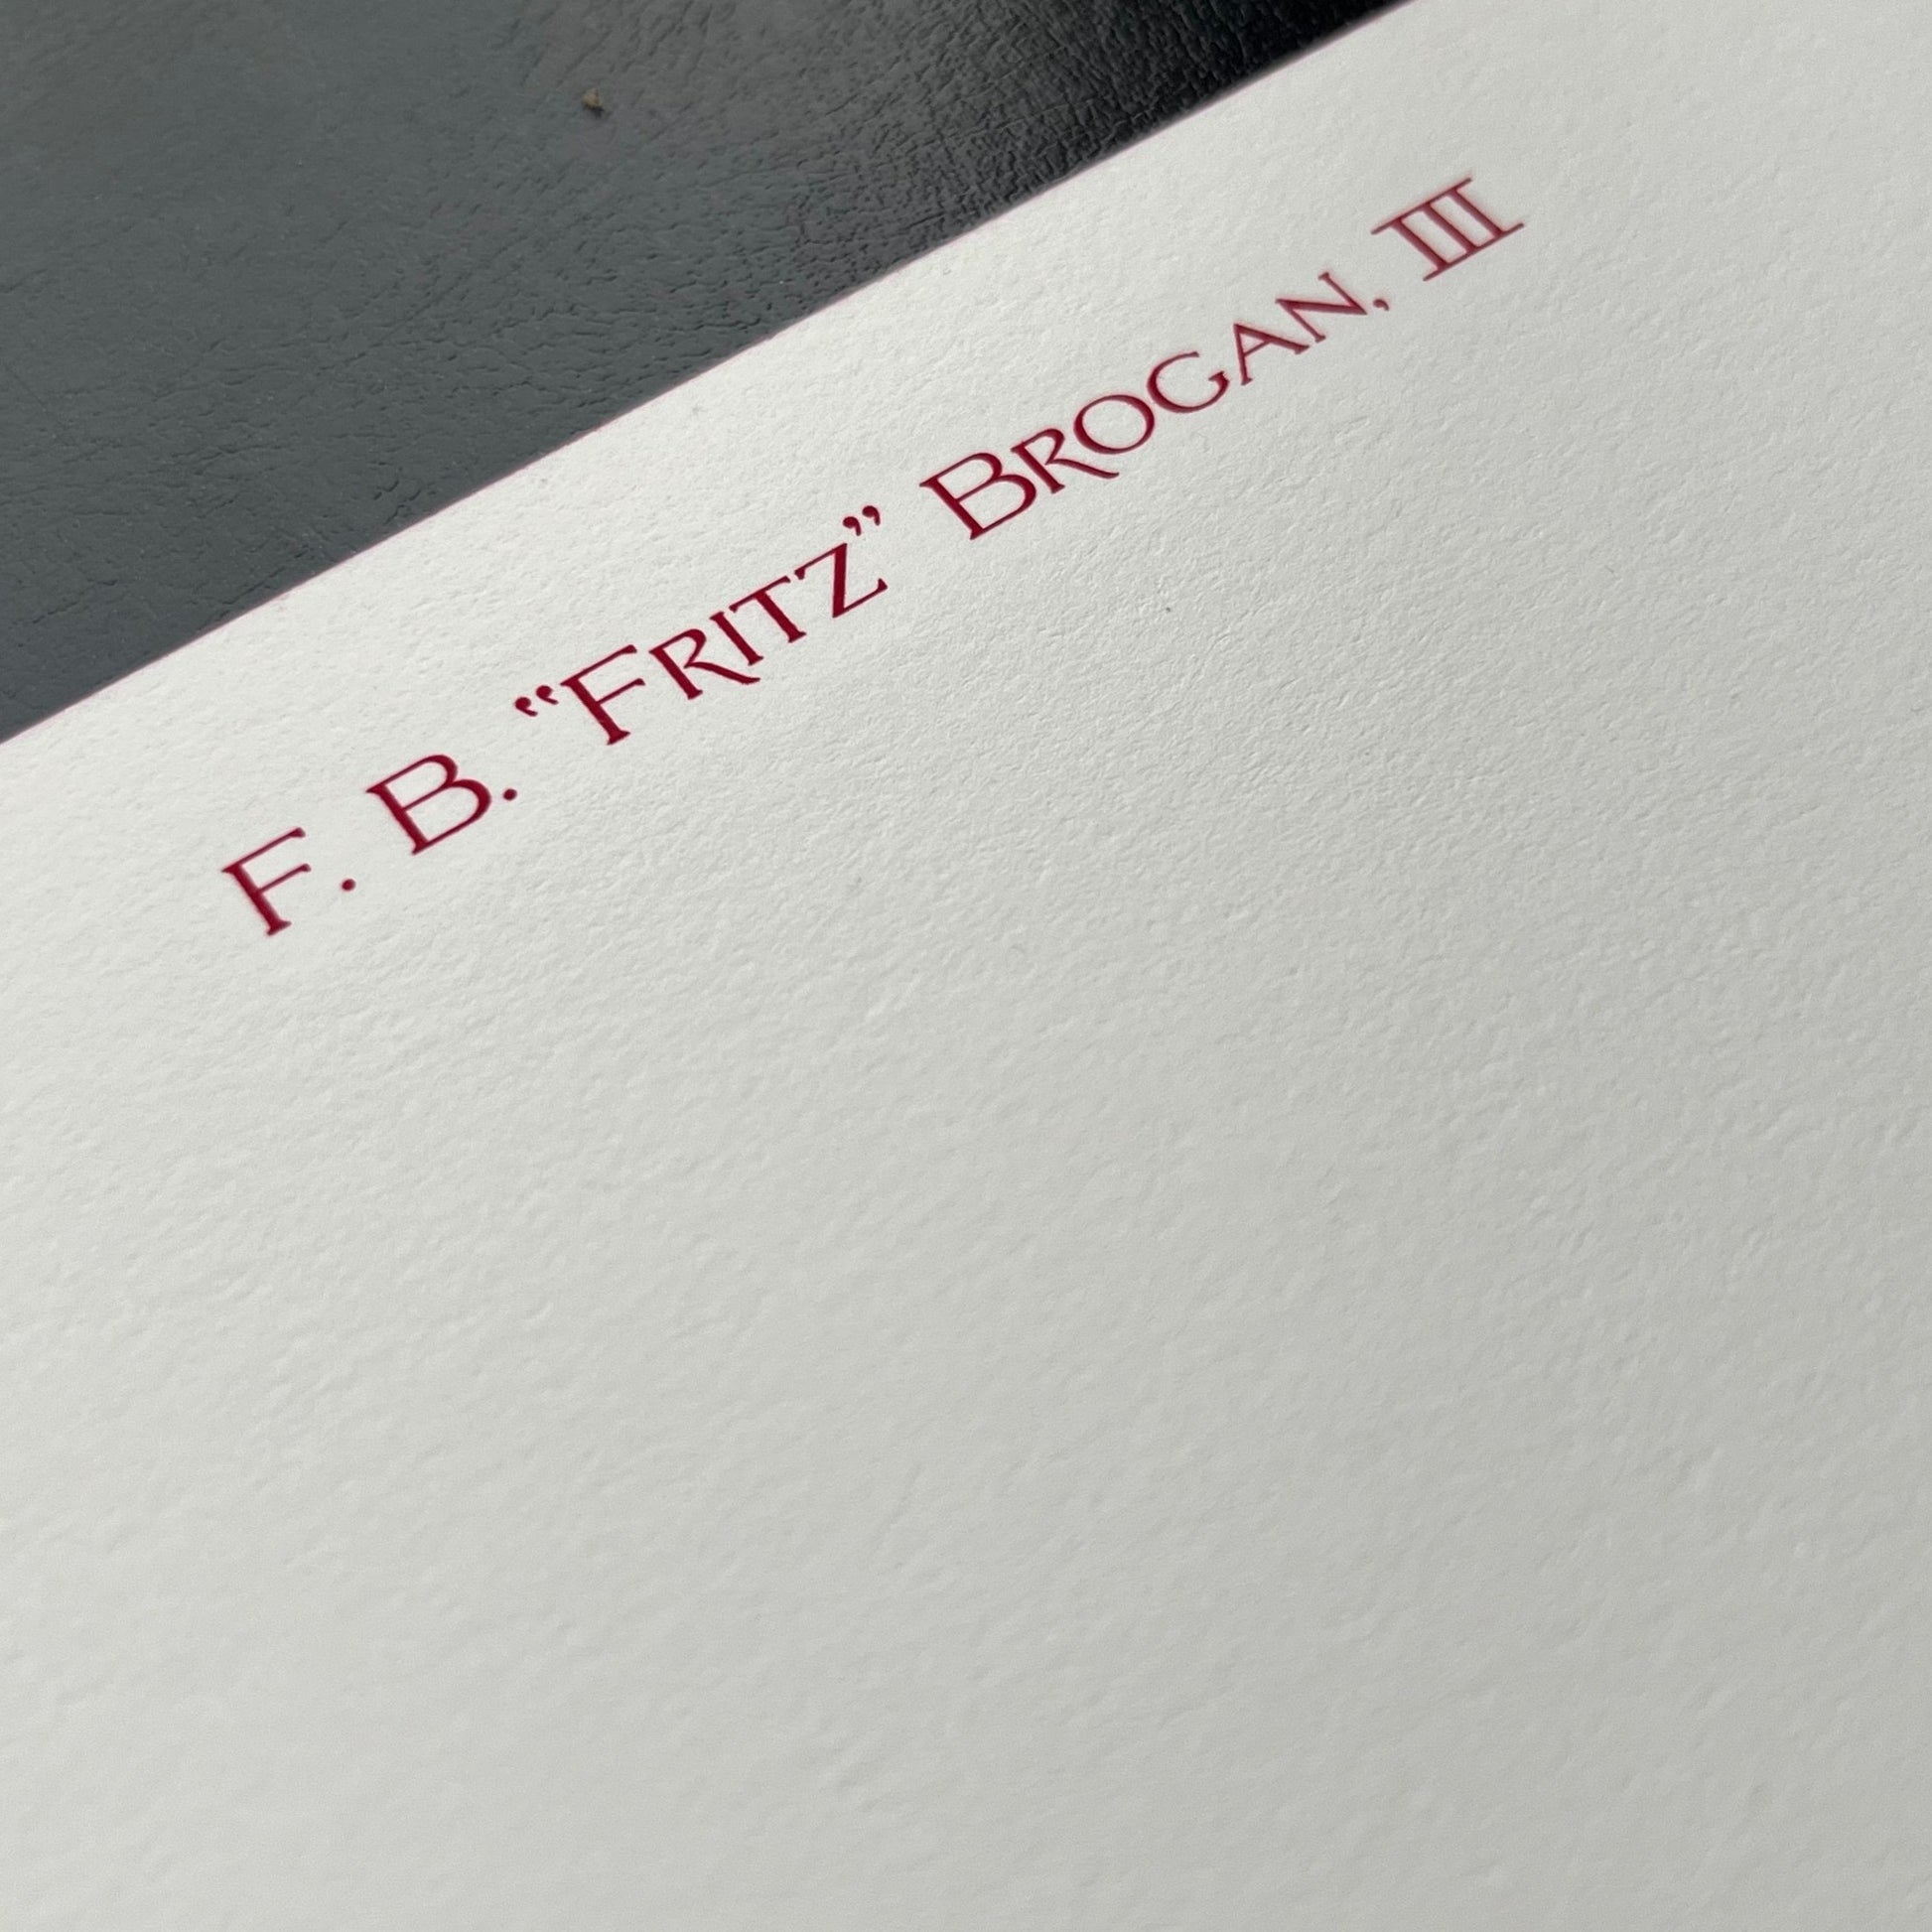 F. B. “FRITZ” BROGAN, III